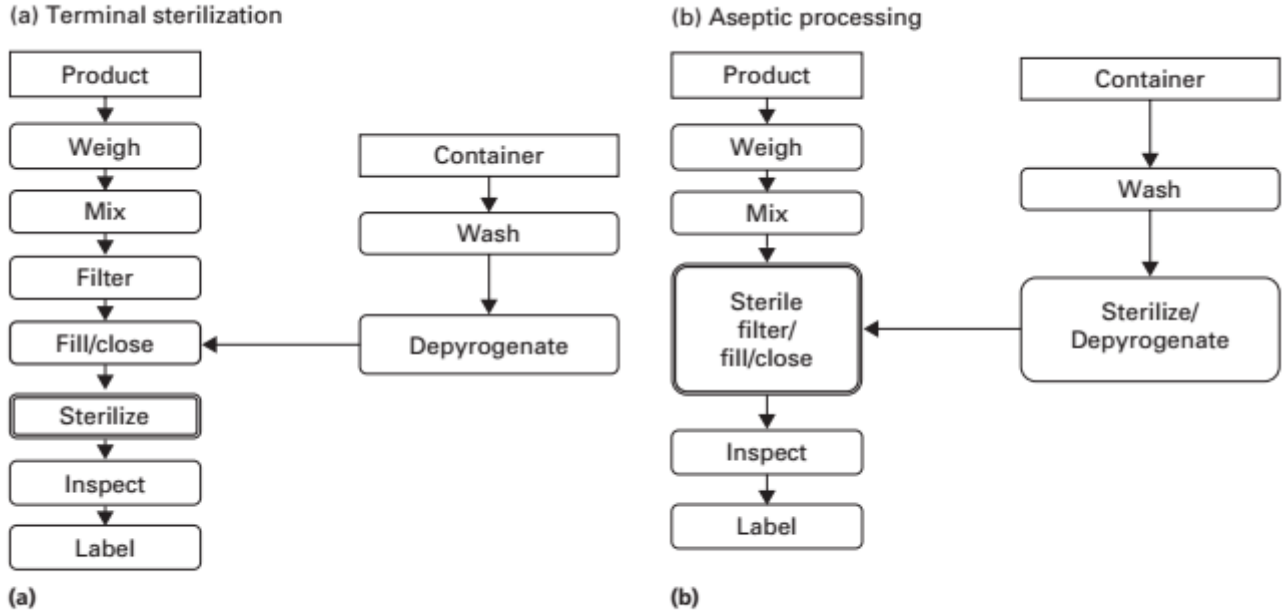 (a) Terminal sterilization
Product
Weigh
Mix
Filter
Fill/close
Sterilize
Inspect
Label
Container
Wash
Depyrogenate
(a)
(b) Aseptic processing
Product
Weigh
Mix
Sterile
filter/
fill/close
Inspect
Label
Container
Wash
Sterilize/
Depyrogenate
(b)